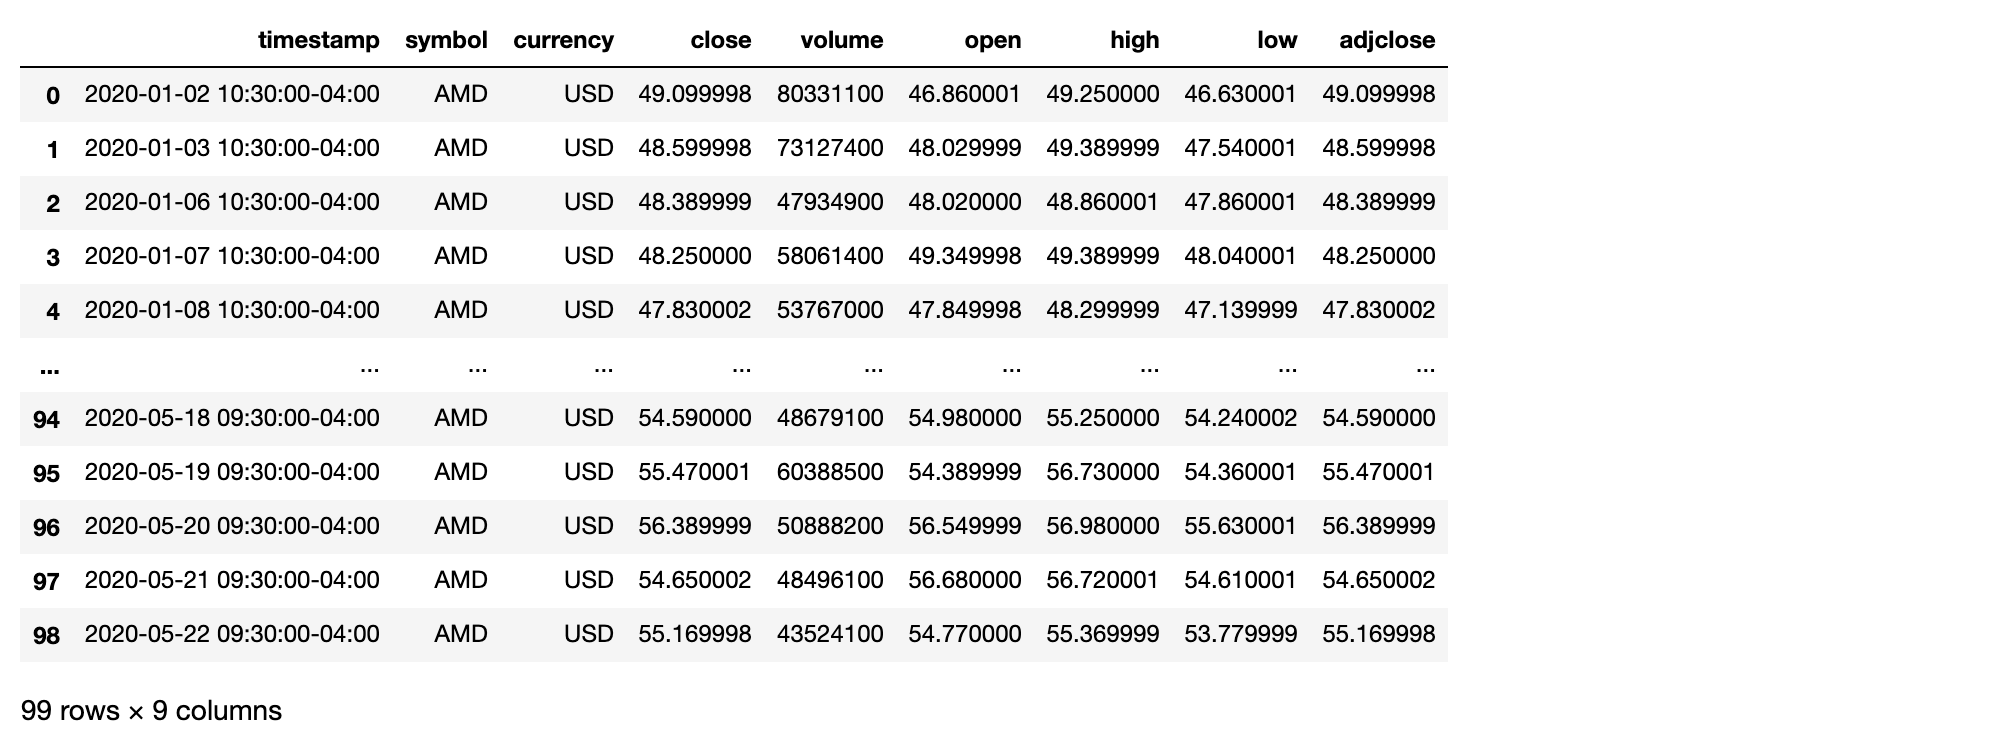 timestamp symbol currency close volume open high low adjclose
0 2020-01-02 10:30:00-04:00 AMD USD 49.099998 80331100 46.860001 49.250000 46.630001 49.099998
1 2020-01-03 10:30:00-04:00 AMD USD 48.599998 73127400 48.029999 49.389999 47.540001 48.599998
2 2020-01-06 10:30:00-04:00 AMD USD 48.389999 47934900 48.020000 48.860001 47.860001 48.389999
3 2020-01-07 10:30:00-04:00 AMD USD 48.250000 58061400 49.349998 49.389999 48.040001 48.250000
4 2020-01-08 10:30:00-04:00 AMD USD 47.830002 53767000 47.849998 48.299999 47.139999 47.830002
... ... ... ... ... ... ... ... ... ...
94 2020-05-18 09:30:00-04:00 AMD USD 54.590000 48679100 54.980000 55.250000 54.240002 54.590000
95 2020-05-19 09:30:00-04:00 AMD USD 55.470001 60388500 54.389999 56.730000 54.360001 55.470001
96 2020-05-20 09:30:00-04:00 AMD USD 56.389999 50888200 56.549999 56.980000 55.630001 56.389999
97 2020-05-21 09:30:00-04:00 AMD USD 54.650002 48496100 56.680000 56.720001 54.610001 54.650002
98 2020-05-22 09:30:00-04:00 AMD USD 55.169998 43524100 54.770000 55.369999 53.779999 55.169998
99 rows × 9 columns